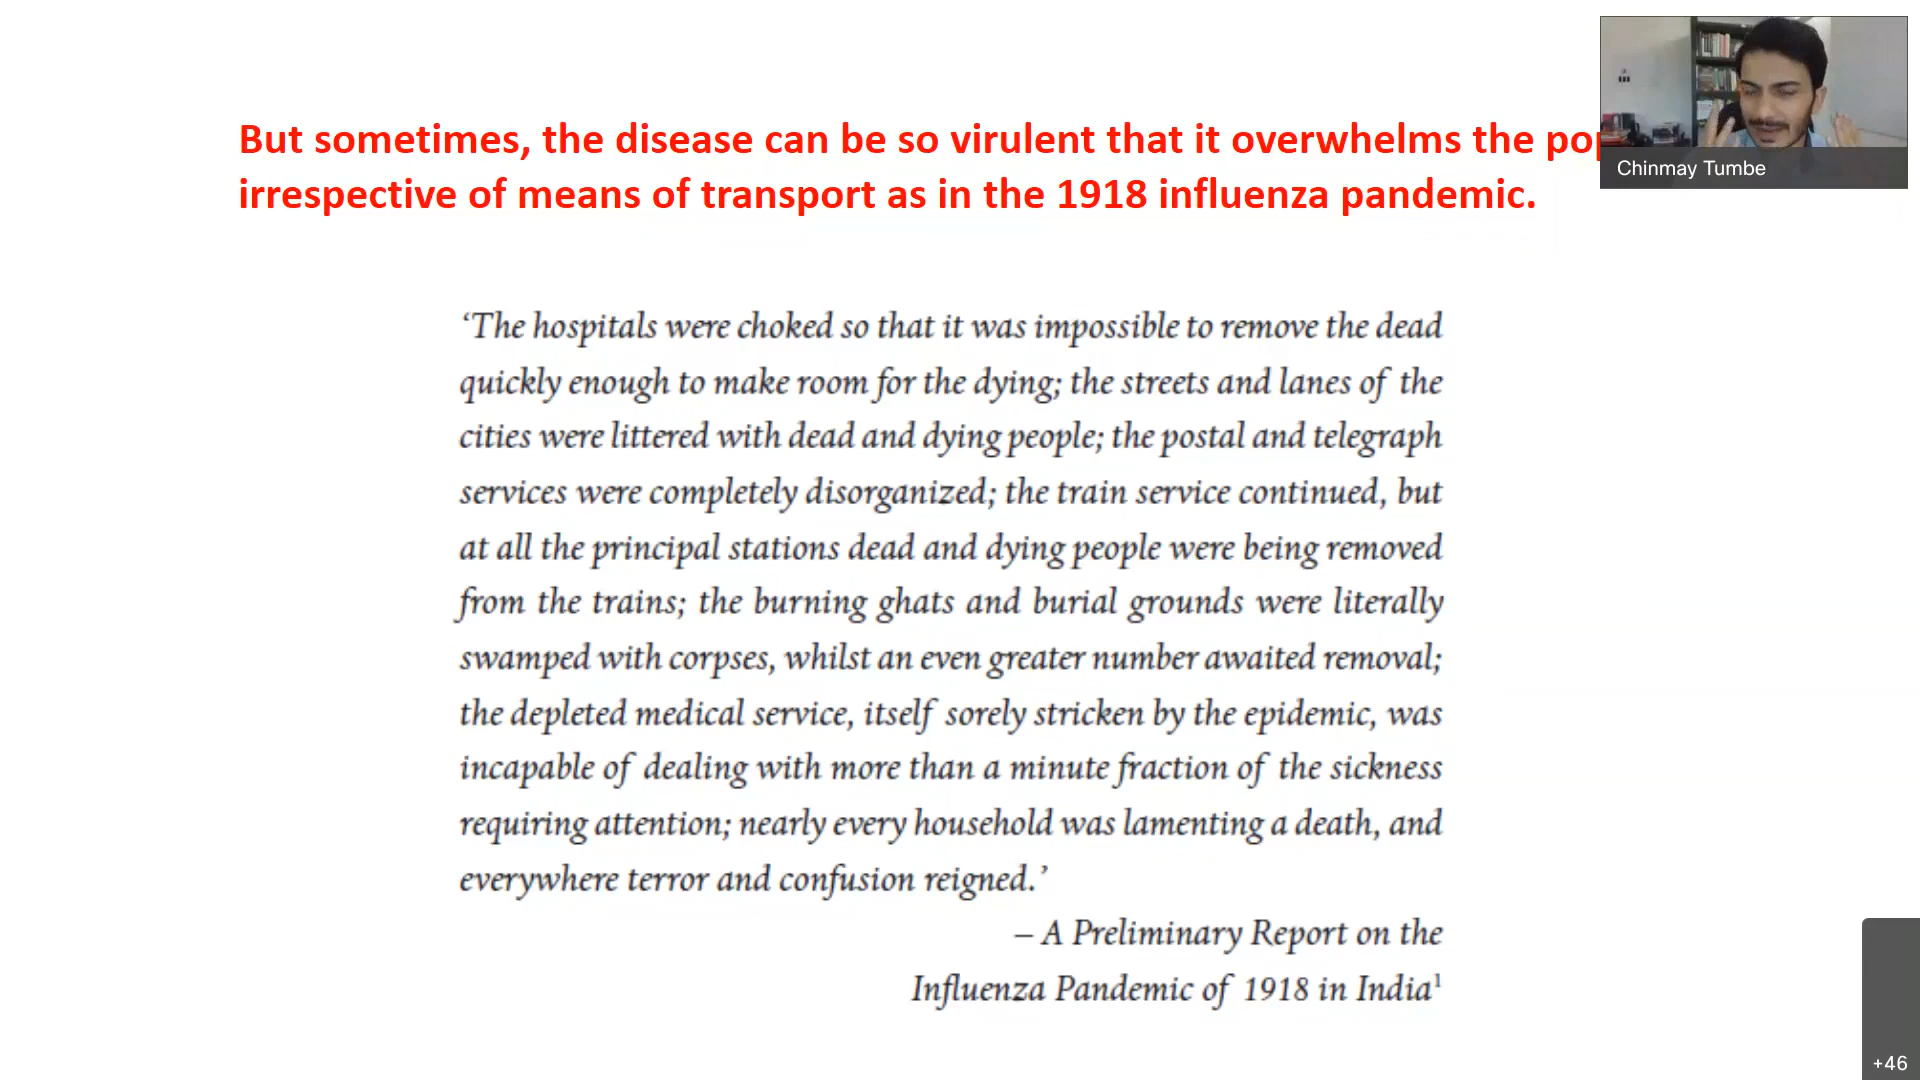 But sometimes, the disease can be so virulent that it overwhelms the
irrespective of means of transport as in the 1918 influenza pandemic.
Chinmay Tumbe
‘The hospitals were choked so that it was impossible to remove the dead
quickly enough to make room for the dying; the streets and lanes of the
cities were littered with dead and dying people; the postal and telegraph
services were completely disorganized; the train service continued, but
at all the principal stations dead and dying people were being removed
from the trains; the burning ghats and burial grounds were literally
swamped with corpses, whilst an even greater number awaited removal;
the depleted medical service, itself sorely stricken by the epidemic, was
incapable of dealing with more than a minute fraction of the sickness
requiring attention; nearly every household was lamenting a death, and
everywhere terror and confusion reigned.’
– A Preliminary Report on the
Influenza Pandemic of 1918 in India¹
+46